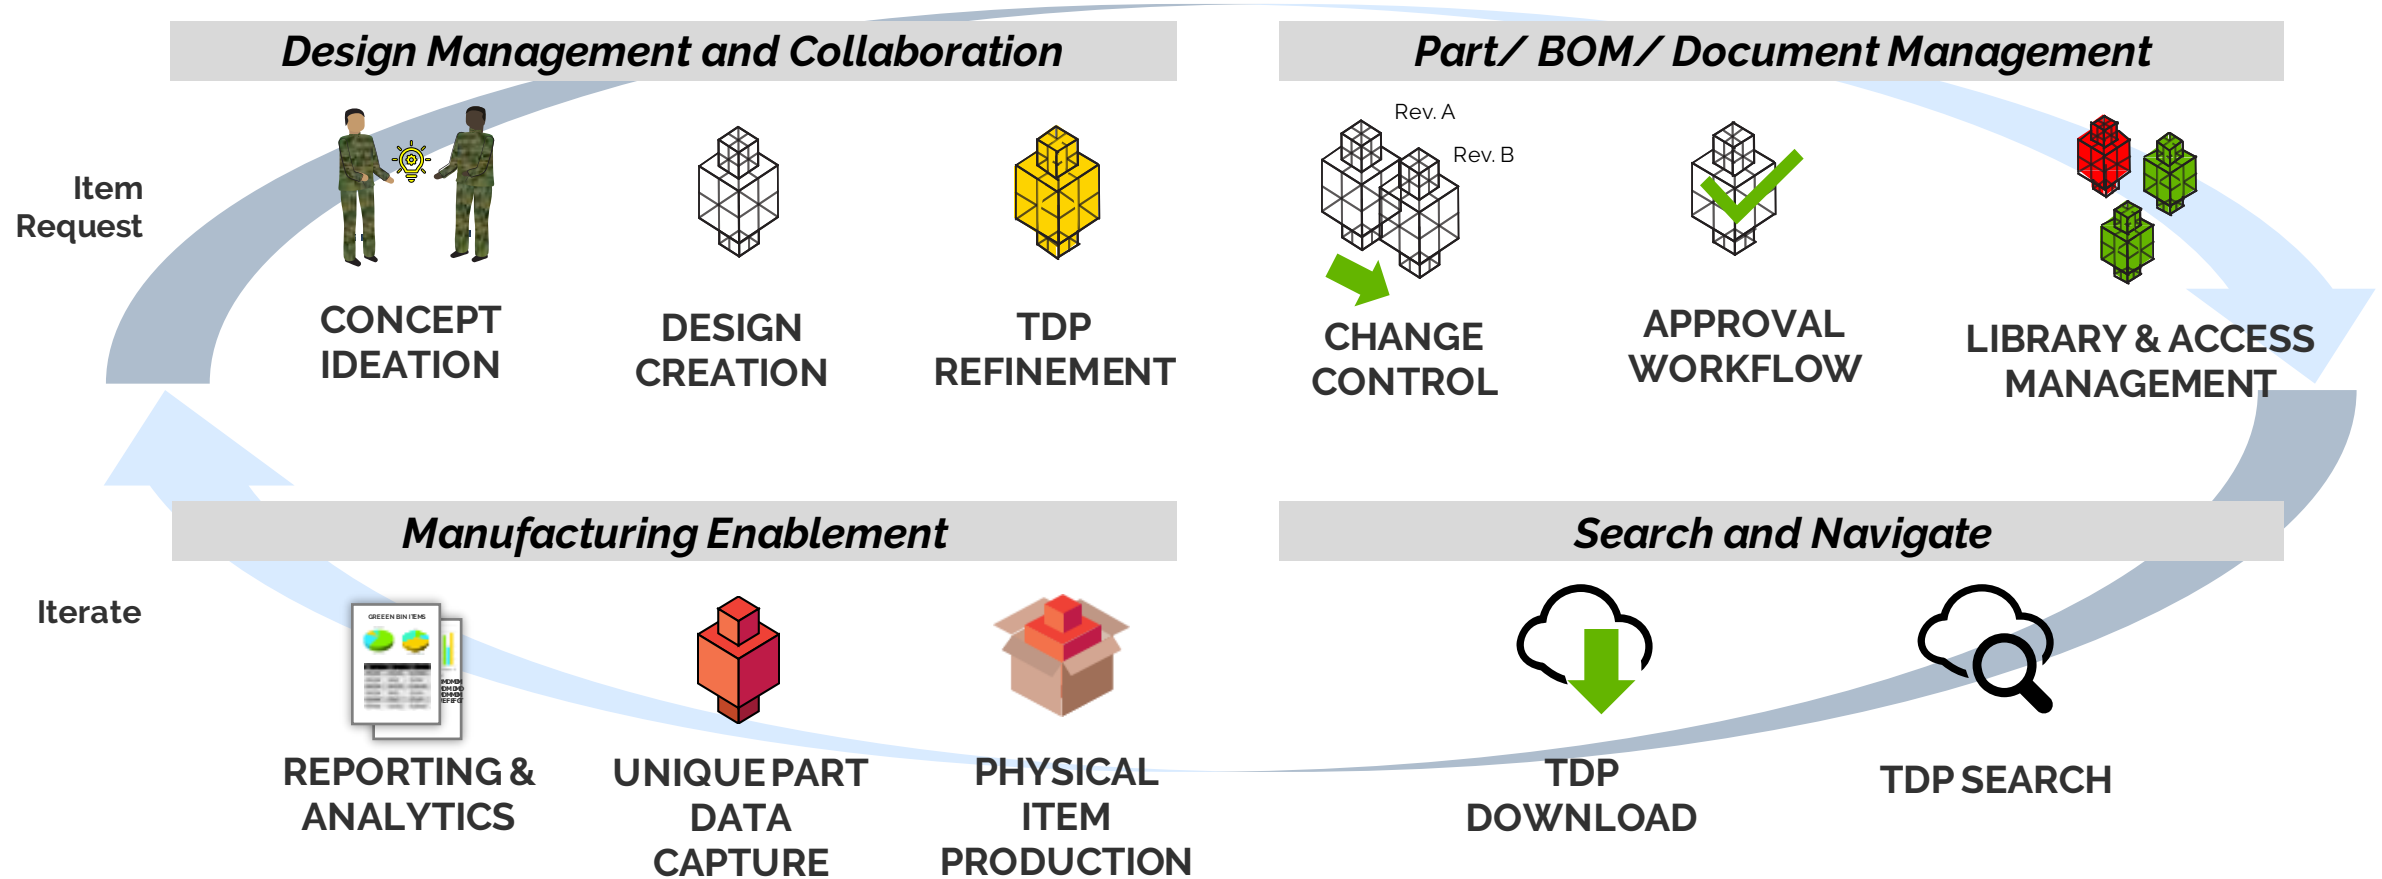 Design Management and Collaboration
Part/ BOM/ Document Management
Item
Request
Rev. A
Rev. B
CONCEPT
IDEATION
DESIGN
CREATION
TDP
REFINEMENT
CHANGE
CONTROL
APPROVAL
WORKFLOW
LIBRARY & ACCESS
MANAGEMENT
Manufacturing Enablement
Search and Navigate
Iterate
GREEEN BIN ITEMS
REPORTING &
ANALYTICS
UNIQUE PART
DATA
CAPTURE
PHYSICAL
ITEM
PRODUCTION
TDP
DOWNLOAD
TDP SEARCH